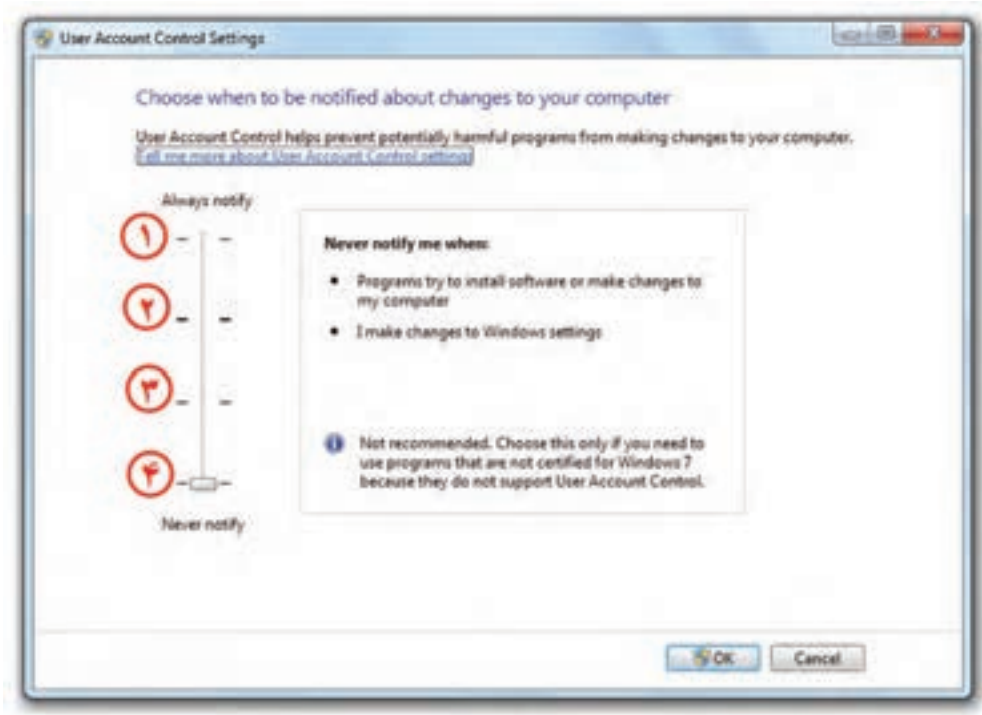 User Account Control Settings
Choose when to be notified about changes to your computer
User Account Control helps prevent potentially harmful programs from making changes to your computer.
Tell me more about User Account Control settings
Always notify
۱
۲
۳
۴
Never notify
Never notify me when:
• Programs try to install software or make changes to
my computer
• I make changes to Windows settings
Not recommended. Choose this only if you need to
use programs that are not certified for Windows 7
because they do not support User Account Control.
OK
Cancel